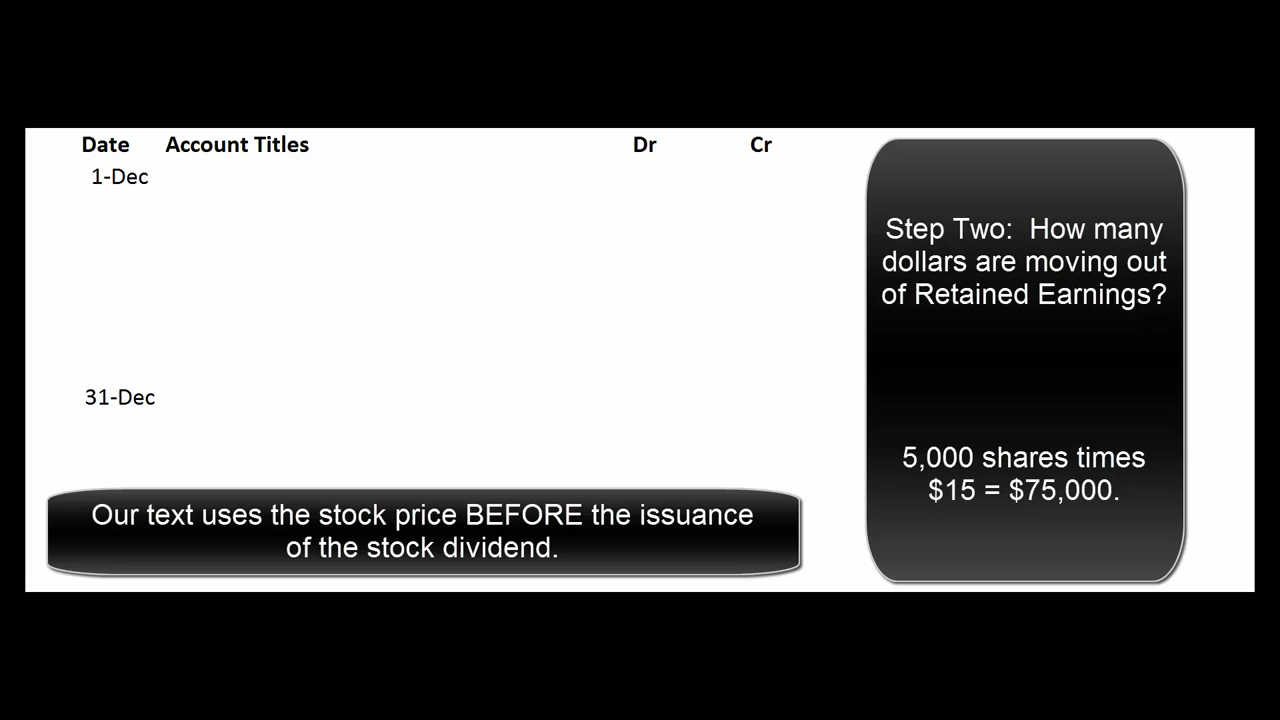 Date Account Titles Dr Cr
1-Dec
31-Dec
Our text uses the stock price BEFORE the issuance
of the stock dividend.
Step Two: How many
dollars are moving out
of Retained Earnings?
5,000 shares times
$15 = $75,000.